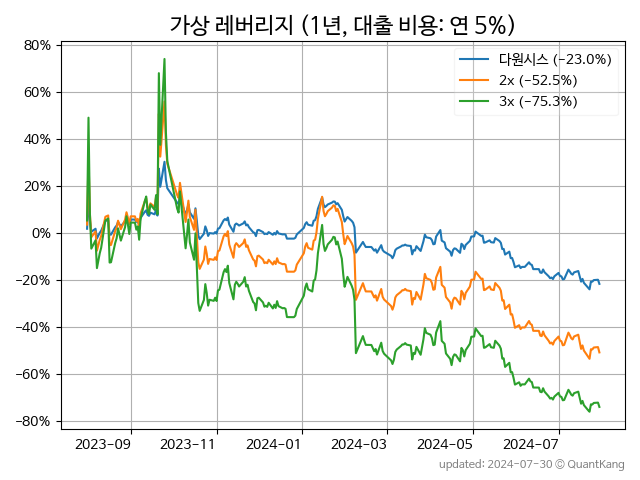 가상 레버리지 (1년, 대출 비용: 연 5%)
다원시스 (-23.0%)
2x (-52.5%)
3x (-75.3%)
80%
60%
40%
20%
0%
-20%
-40%
-60%
-80%
2023-09 2023-11 2024-01 2024-03 2024-05 2024-07
updated: 2024-07-30 © QuantKang